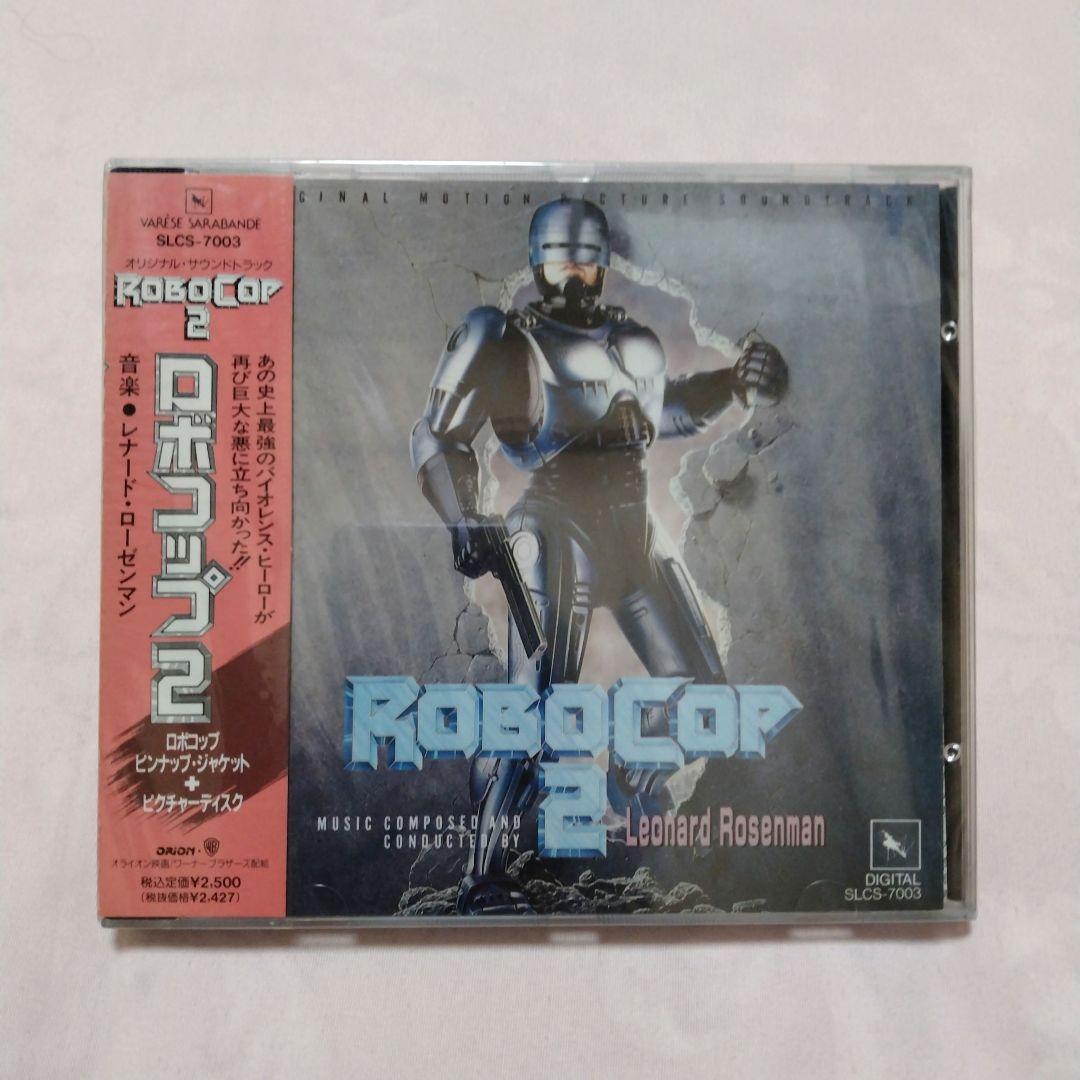 VARÈSE SARABANDE
SLCS-7003
オリジナル・サウンドトラック
ROBOCOP
2
ロボコップ2
あの史上最強のバイオレンス・ヒーローが
再び巨大な悪に立ち向かった!!
音楽●レナード・ローゼンマン
ロボコップ
ピンナップ・ジャケット
+
ピクチャーディスク
ORION・WB
オライオン映画/ワーナーブラザーズ配給
税込定価¥2,500
(税抜価格¥2,427)
GINAL MOTION PICTURE SOUNDTRACK
ROBOCOP
2
MUSIC COMPOSED AND
CONDUCTED BY
Leonard Rosenman
DIGITAL
SLCS-7003